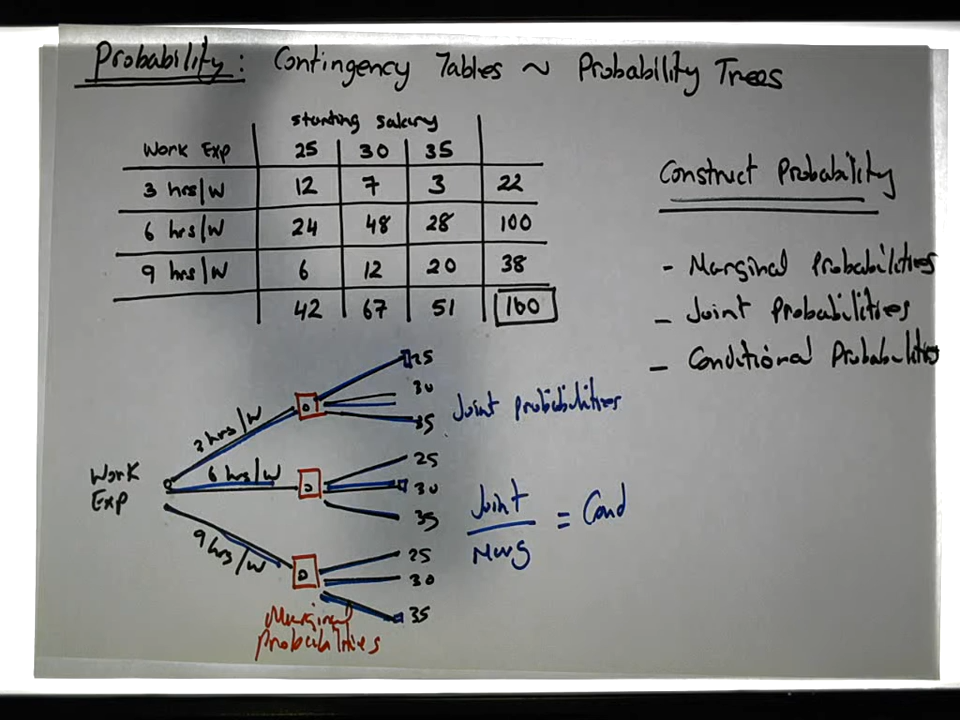 Probability: Contingency Tables ~ Probability Trees
starting salary
Work Exp 25 30 35
3 hrs/W 12 7 3 22
6 hrs/W 24 48 28 100
9 hrs/W 6 12 20 38
42 67 51 160
Construct Probability
- Marginal Probabilities
- Joint Probabilities
- Conditional Probabilities
Work
Exp
3 hrs/W
6 hrs/W
9 hrs/W
25
30
35
25
30
35
25
30
35
Joint Probabilities
Joint
Marg
= Cond
Marginal
probabilities